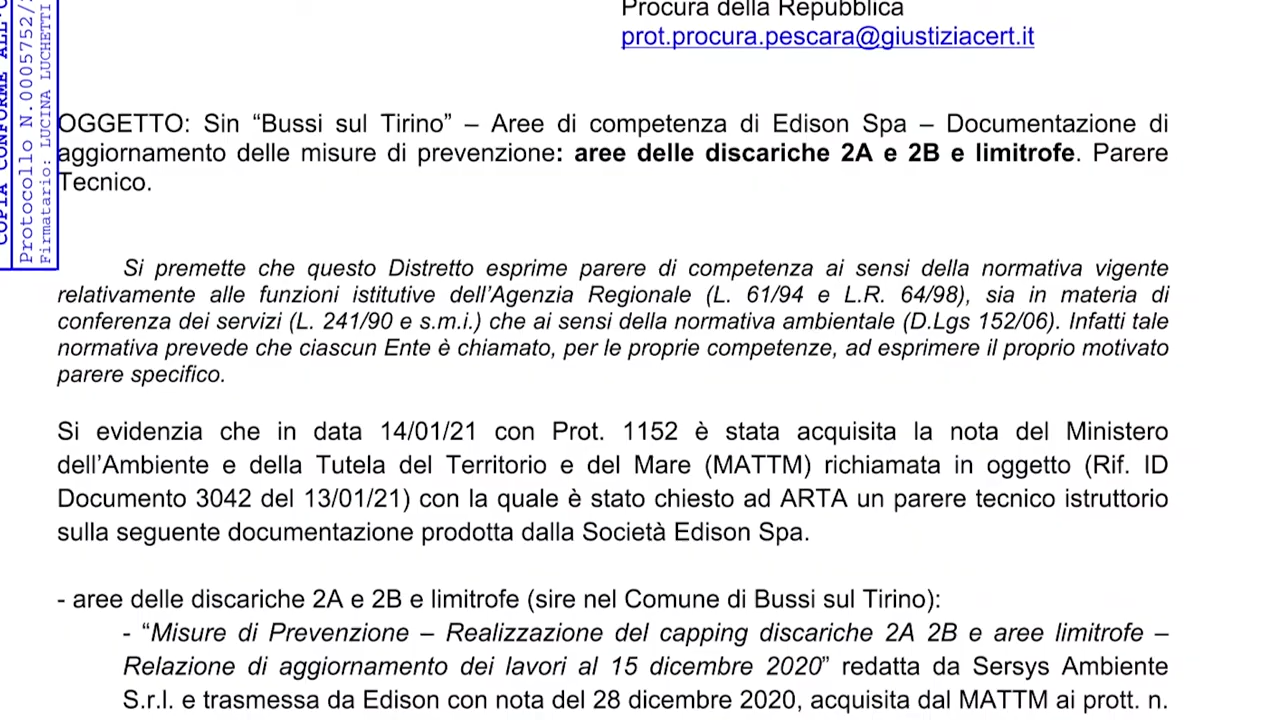 Procura della Repubblica
prot.procura.pescara@giustiziacert.it
COPIA CONFORME ALL'O
Protocollo N.0005752/
Firmatario: LUCINA LUCHETTI
OGGETTO: Sin “Bussi sul Tirino” – Aree di competenza di Edison Spa – Documentazione di
aggiornamento delle misure di prevenzione: aree delle discariche 2A e 2B e limitrofe. Parere
Tecnico.
Si premette che questo Distretto esprime parere di competenza ai sensi della normativa vigente
relativamente alle funzioni istitutive dell’Agenzia Regionale (L. 61/94 e L.R. 64/98), sia in materia di
conferenza dei servizi (L. 241/90 e s.m.i.) che ai sensi della normativa ambientale (D.Lgs 152/06). Infatti tale
normativa prevede che ciascun Ente è chiamato, per le proprie competenze, ad esprimere il proprio motivato
parere specifico.
Si evidenzia che in data 14/01/21 con Prot. 1152 è stata acquisita la nota del Ministero
dell’Ambiente e della Tutela del Territorio e del Mare (MATTM) richiamata in oggetto (Rif. ID
Documento 3042 del 13/01/21) con la quale è stato chiesto ad ARTA un parere tecnico istruttorio
sulla seguente documentazione prodotta dalla Società Edison Spa.
- aree delle discariche 2A e 2B e limitrofe (sire nel Comune di Bussi sul Tirino):
- “Misure di Prevenzione – Realizzazione del capping discariche 2A 2B e aree limitrofe –
Relazione di aggiornamento dei lavori al 15 dicembre 2020” redatta da Sersys Ambiente
S.r.l. e trasmessa da Edison con nota del 28 dicembre 2020, acquisita dal MATTM ai prott. n.